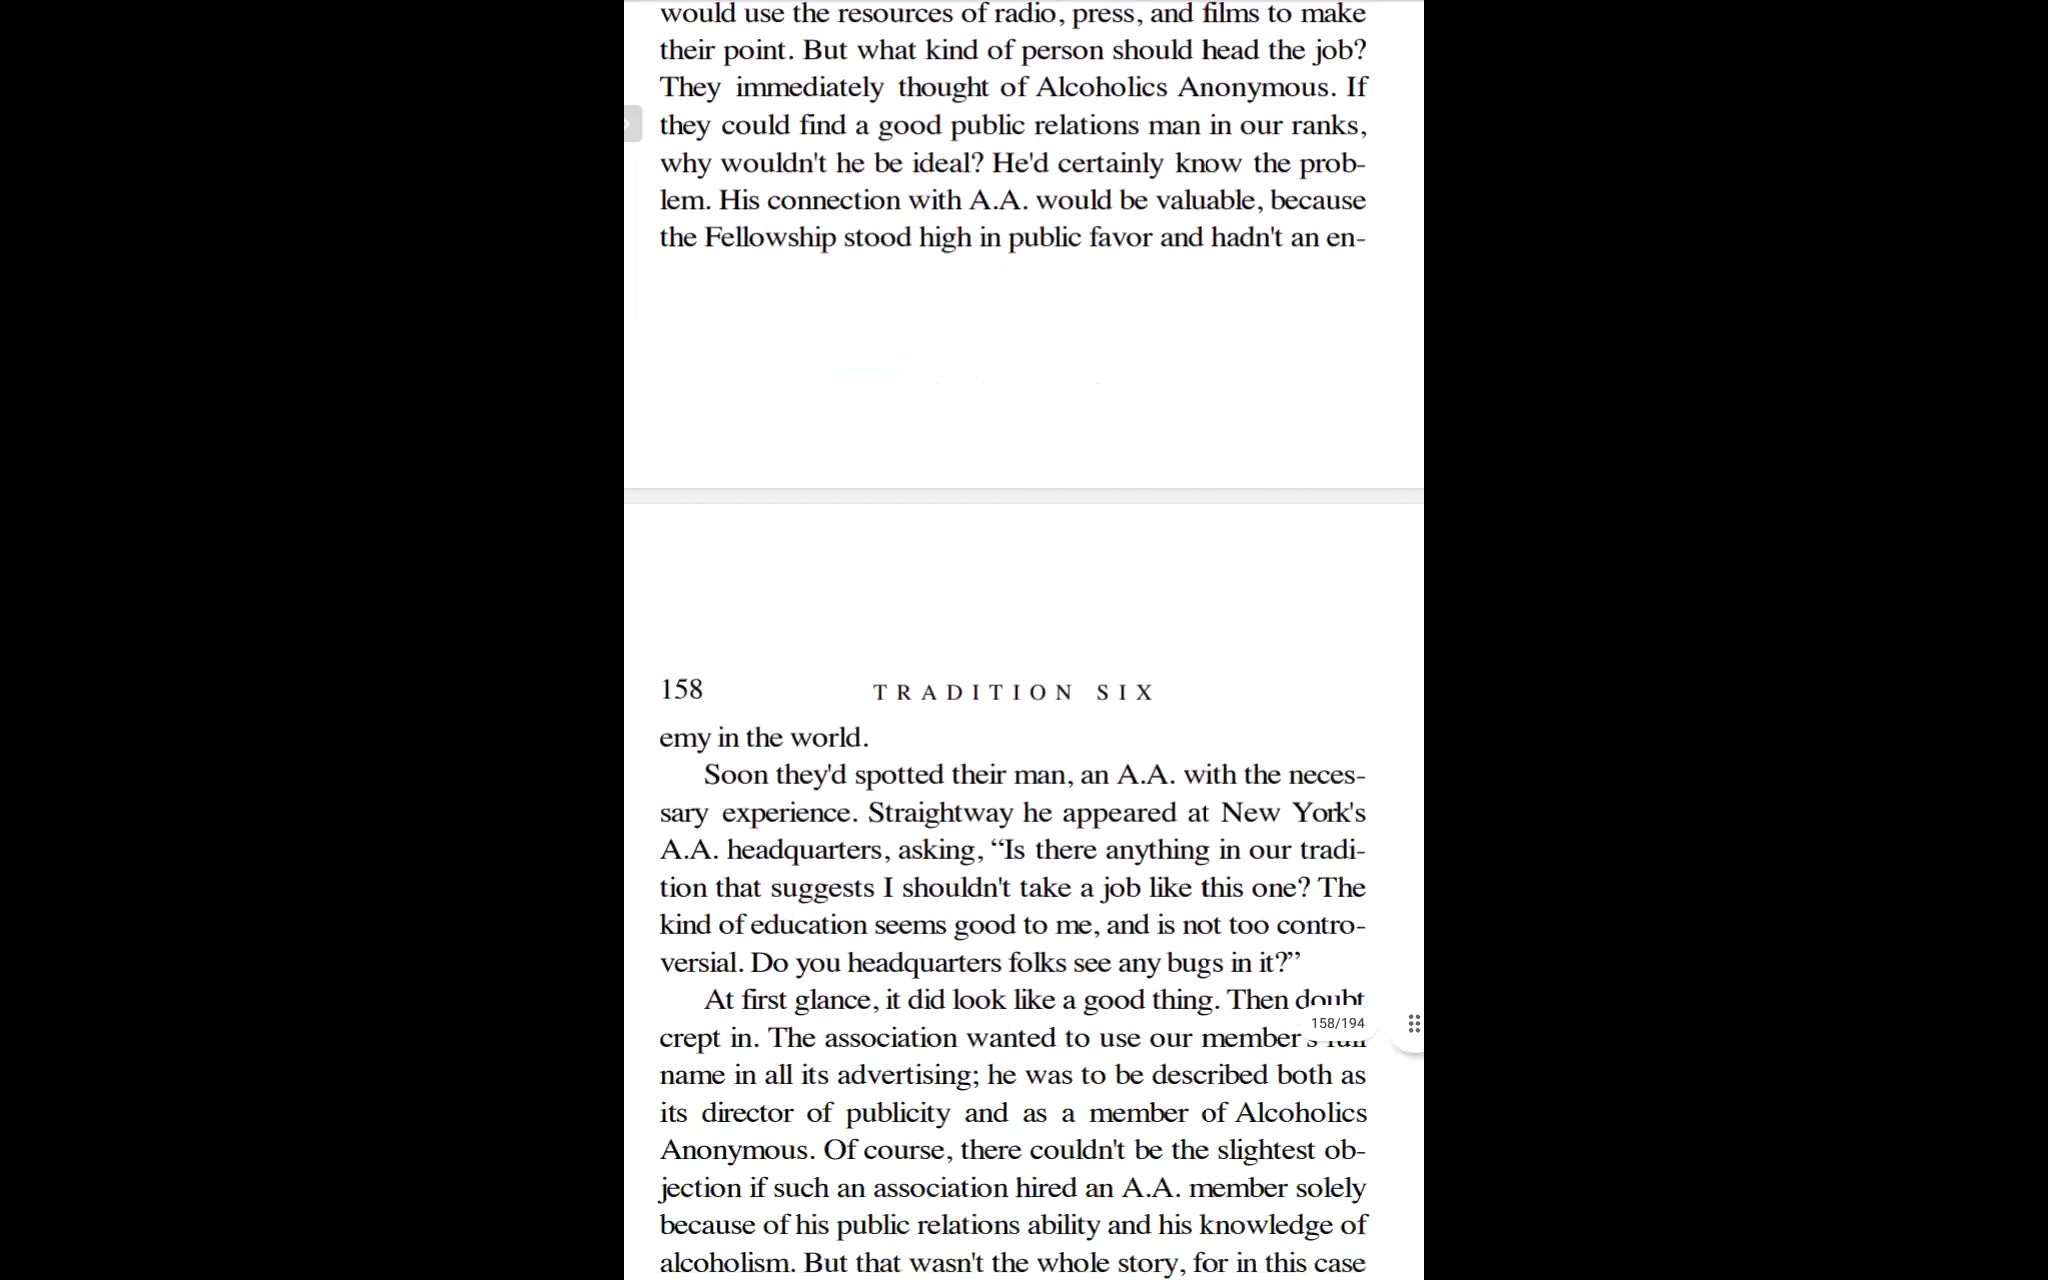 would use the resources of radio, press, and films to make
their point. But what kind of person should head the job?
They immediately thought of Alcoholics Anonymous. If
they could find a good public relations man in our ranks,
why wouldn't he be ideal? He'd certainly know the prob-
lem. His connection with A.A. would be valuable, because
the Fellowship stood high in public favor and hadn't an en-
158 TRADITION SIX
emy in the world.
Soon they'd spotted their man, an A.A. with the neces-
sary experience. Straightway he appeared at New York's
A.A. headquarters, asking, “Is there anything in our tradi-
tion that suggests I shouldn't take a job like this one? The
kind of education seems good to me, and is not too contro-
versial. Do you headquarters folks see any bugs in it?”
At first glance, it did look like a good thing. Then doubt
158/194
crept in. The association wanted to use our member's full
name in all its advertising; he was to be described both as
its director of publicity and as a member of Alcoholics
Anonymous. Of course, there couldn't be the slightest ob-
jection if such an association hired an A.A. member solely
because of his public relations ability and his knowledge of
alcoholism. But that wasn't the whole story, for in this case